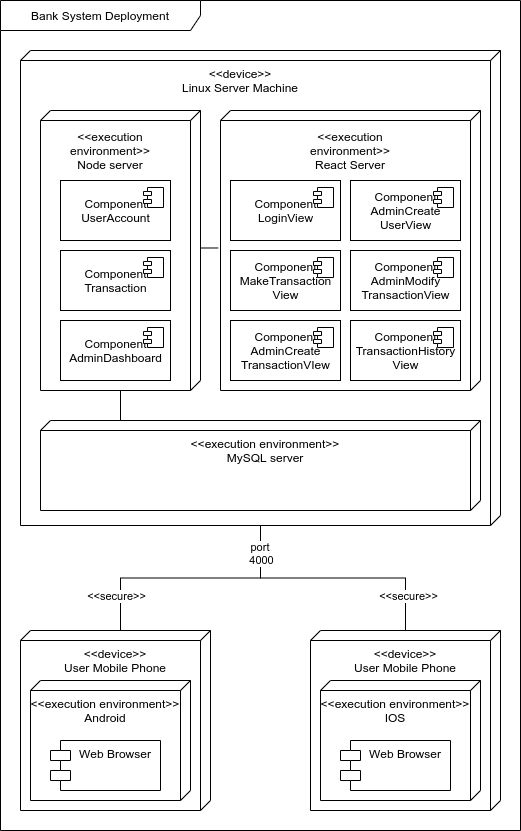 Bank System Deployment
<<device>>
Linux Server Machine
<<execution
environment>>
Node server
Component
UserAccount
Component
Transaction
Component
AdminDashboard
<<execution
environment>>
React Server
Component
LoginView
Component
AdminCreate
UserView
Component
MakeTransaction
View
Component
AdminModify
TransactionView
Component
AdminCreate
TransactionVIew
Component
TransactionHistory
View
<<execution environment>>
MySQL server
port
4000
<<secure>>
<<secure>>
<<device>>
User Mobile Phone
<<execution environment>>
Android
Web Browser
<<device>>
User Mobile Phone
<<execution environment>>
IOS
Web Browser